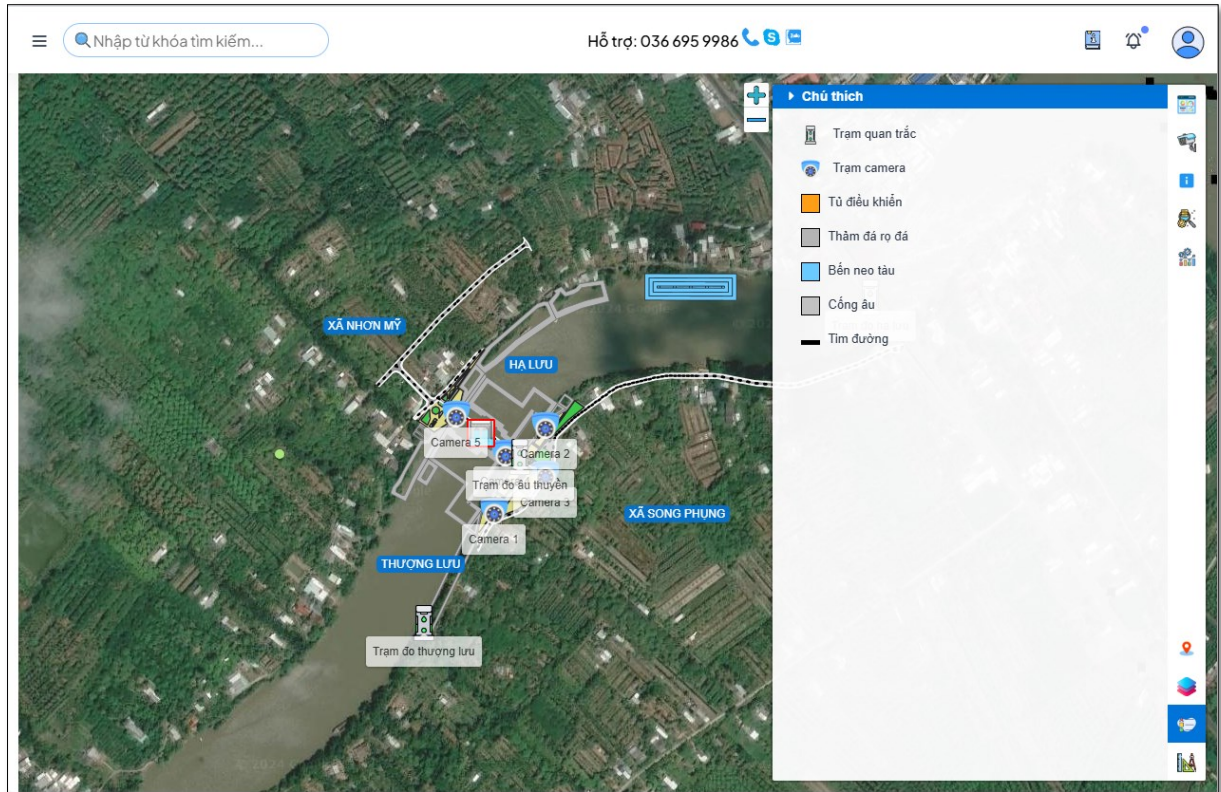 Nhập từ khóa tìm kiếm...
Hỗ trợ: 036 695 9986
Chú thích
Trạm quan trắc
Trạm camera
Tủ điều khiển
Thảm đá rọ đá
Bến neo tàu
Cống âu
Tim đường
XÃ NHƠN MỸ
HẠ LƯU
Camera 5
Camera 2
Trạm đo âu thuyền
Camera 3
XÃ SONG PHỤNG
Camera 1
THƯỢNG LƯU
Trạm đo thượng lưu